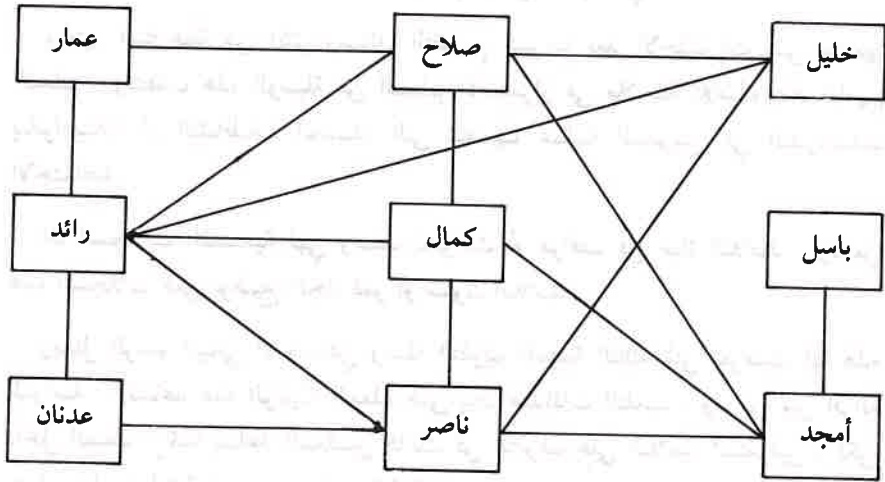 عمار
صلاح
خليل
رائد
كمال
باسل
عدنان
ناصر
أمجد